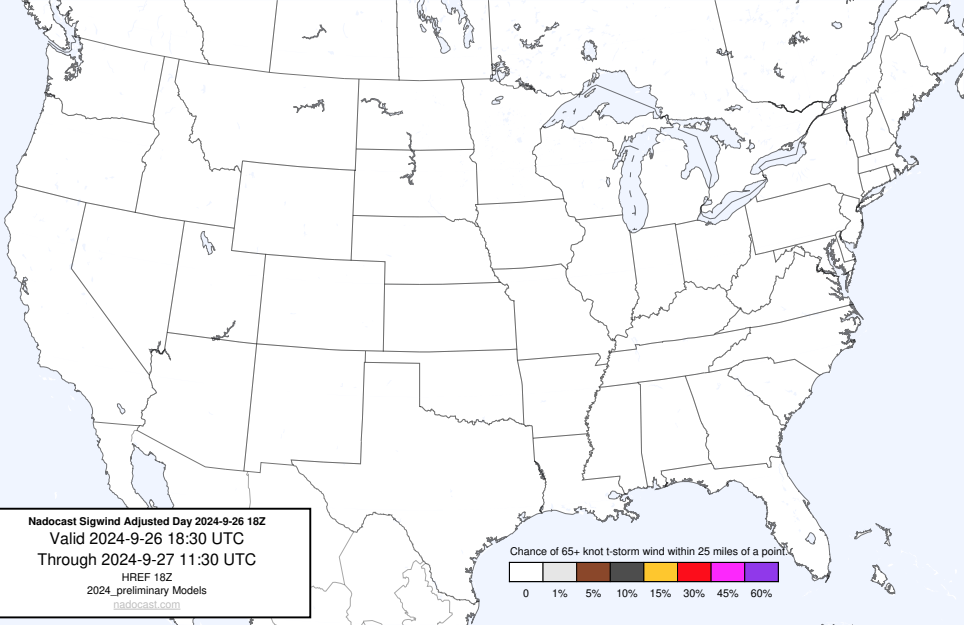 Nadocast Sigwind Adjusted Day 2024-9-26 18Z
Valid 2024-9-26 18:30 UTC
Through 2024-9-27 11:30 UTC
HREF 18Z
2024_preliminary Models
nadocast.com
Chance of 65+ knot t-storm wind within 25 miles of a point.
0 1% 5% 10% 15% 30% 45% 60%